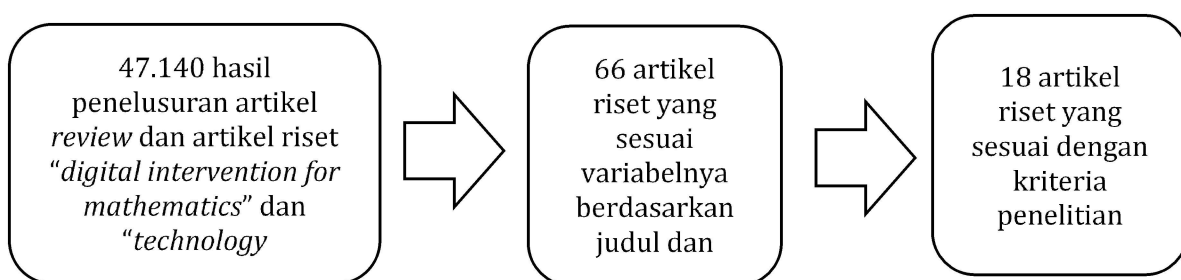 47.140 hasil
penelusuran artikel
review dan artikel riset
“digital intervention for
mathematics” dan
“technology
66 artikel
riset yang
sesuai
variabelnya
berdasarkan
judul dan
18 artikel
riset yang
sesuai dengan
kriteria
penelitian